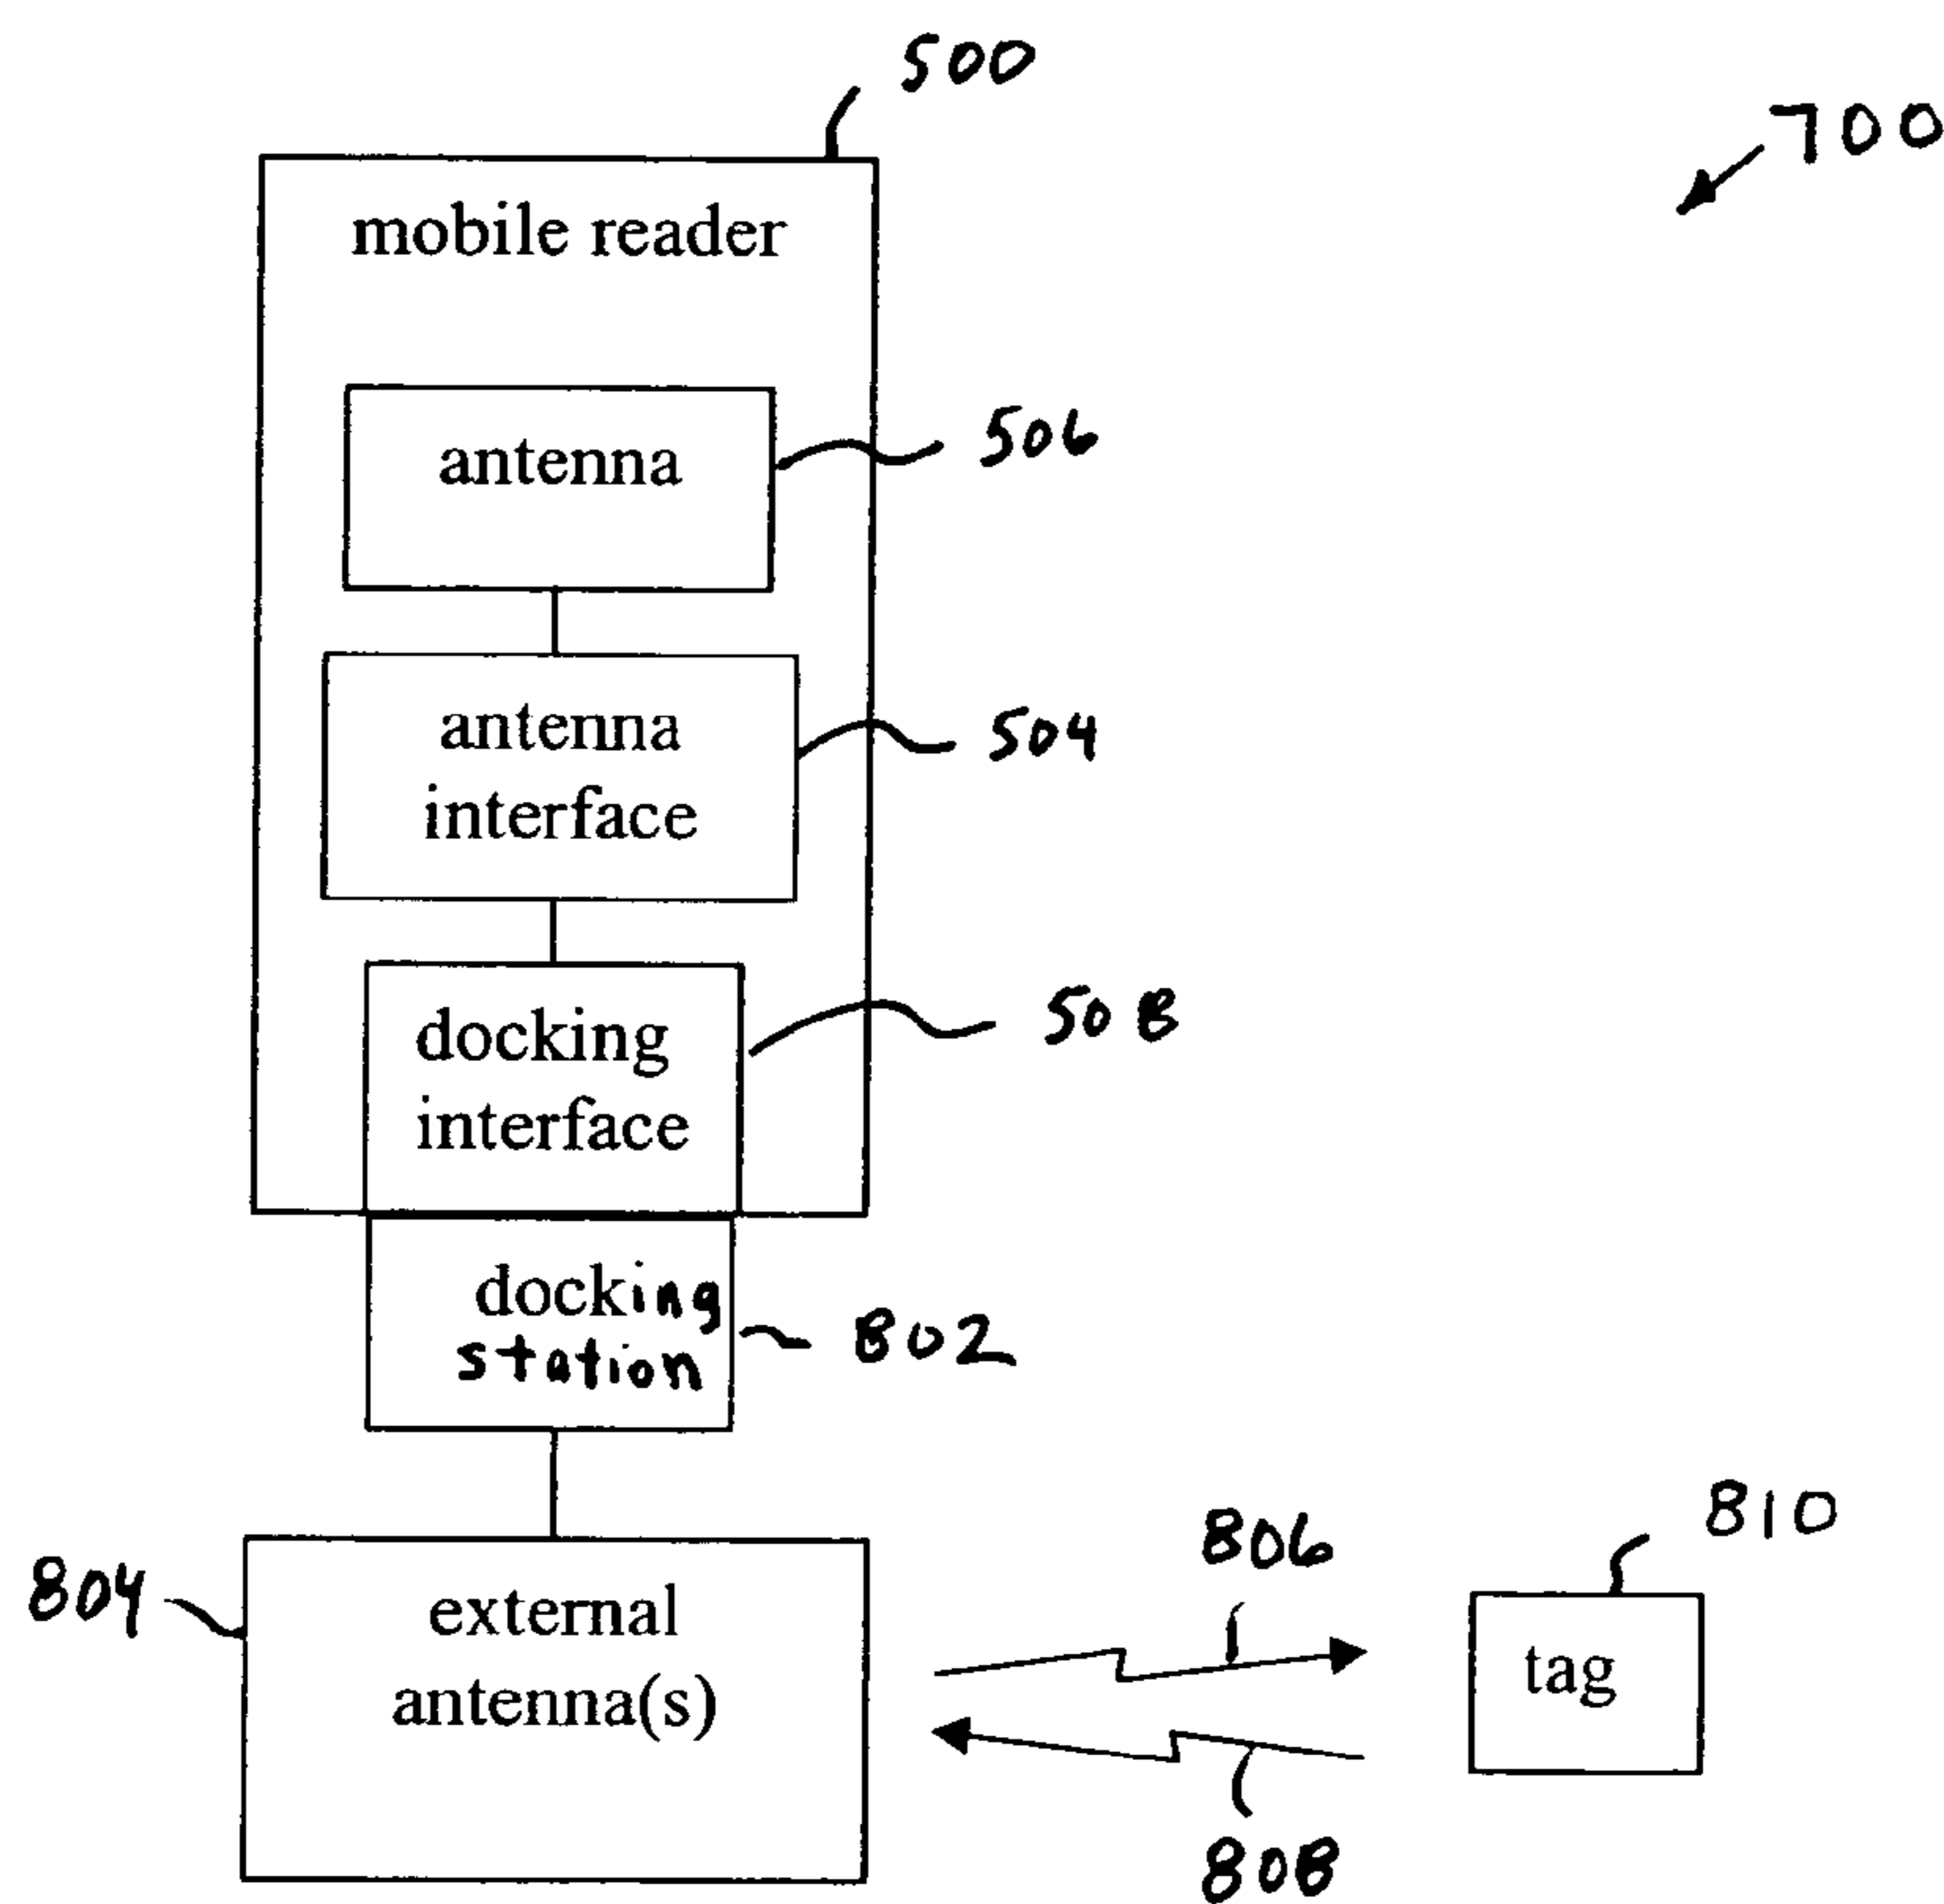 500
700
mobile reader
antenna
506
antenna
interface
504
docking
interface
508
docking
station
802
804
external
antenna(s)
806
808
810
tag